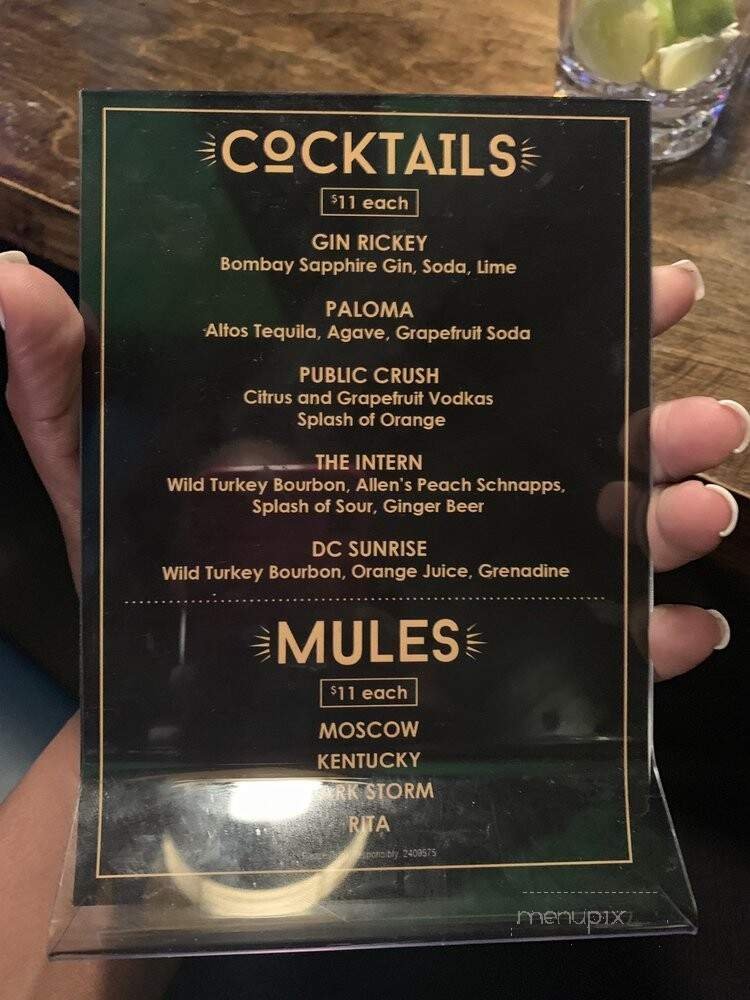 COCKTAILS
$11 each
GIN RICKEY
Bombay Sapphire Gin, Soda, Lime
PALOMA
Altos Tequila, Agave, Grapefruit Soda
PUBLIC CRUSH
Citrus and Grapefruit Vodkas
Splash of Orange
THE INTERN
Wild Turkey Bourbon, Allen's Peach Schnapps,
Splash of Sour, Ginger Beer
DC SUNRISE
Wild Turkey Bourbon, Orange Juice, Grenadine
MULES
$11 each
MOSCOW
KENTUCKY
STORM
RITA
2409575
menupix